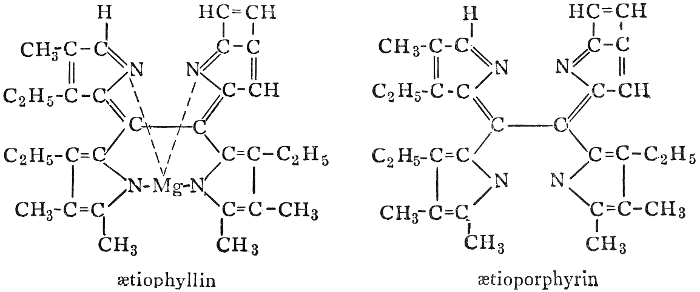 H HC=CH HC=CH
CH₃-C C C-C CH₃-C-CH C-C
N N C N N C
C₂H₅-C C C-CH C₂H₅-C C C-CH
C C C C
C₂H₅-C=C C=C-C₂H₅ C₂H₅-C=C C=C-C₂H₅
N-Mg-N N N
CH₃-C=C C=C-CH₃ CH₃-C=C C=C-CH₃
CH₃ CH₃ CH₃ CH₃
ætiophyllin ætioporphyrin